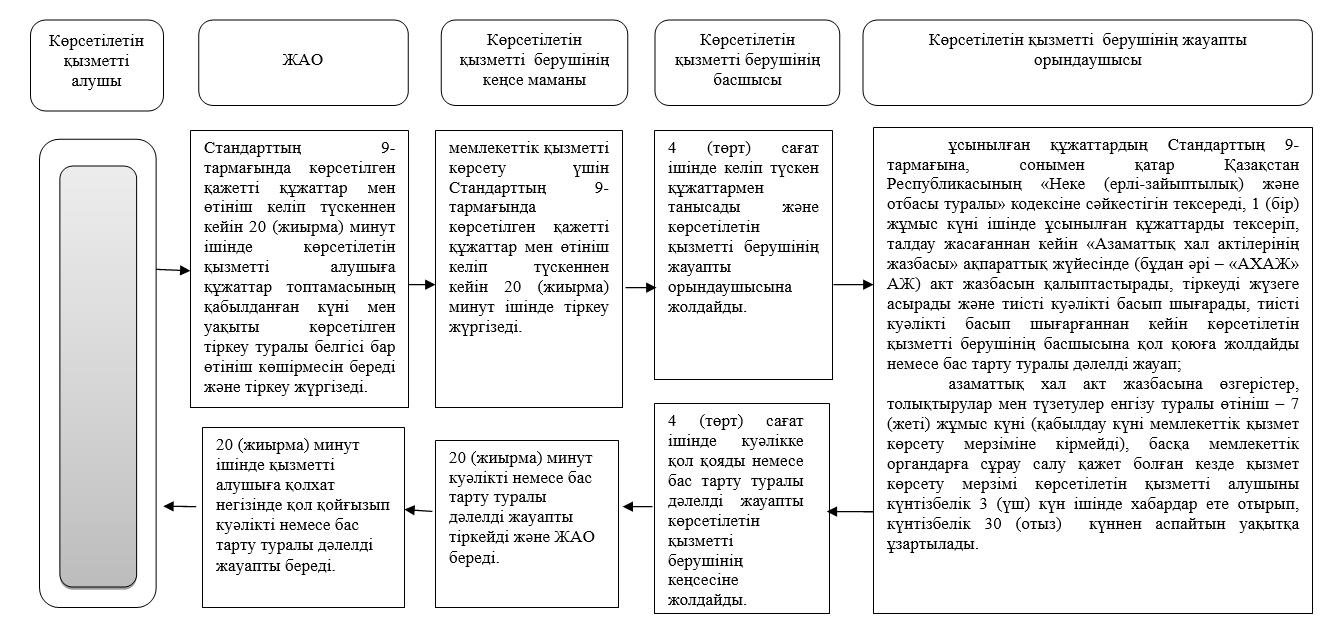 Көрсетілетін
қызметті
алушы
ЖАО
Көрсетілетін
қызметті берушінің
кеңсе маманы
Көрсетілетін
қызметті берушінің
басшысы
Көрсетілетін қызметті берушінің жауапты
орындаушысы
Стандарттың 9-
тармағында көрсетілген
қажетті құжаттар мен
өтініш келіп түскеннен
кейін 20 (жиырма) минут
ішінде көрсетілетін
қызметті алушыға
құжаттар топтамасының
қабылданған күні мен
уақыты көрсетілген
тіркеу туралы белгісі бар
өтініш көшірмесін береді
және тіркеу жүргізеді.
мемлекеттік қызметті
көрсету үшін
Стандарттың 9-
тармағында
көрсетілген қажетті
құжаттар мен өтініш
келіп түскеннен
кейін 20 (жиырма)
минут ішінде тіркеу
жүргізеді.
4 (төрт) сағат
ішінде келіп түскен
құжаттармен
танысады және
көрсетілетін
қызметті берушінің
жауапты
орындаушысына
жолдайды.
ұсынылған құжаттардың Стандарттың 9-
тармағына, сонымен қатар Қазақстан
Республикасының «Неке (ерлі-зайыптылық) және
отбасы туралы» кодексіне сәйкестігін тексереді, 1 (бір)
жұмыс күні ішінде ұсынылған құжаттарды тексеріп,
талдау жасағаннан кейін «Азаматтық хал актілерінің
жазбасы» ақпараттық жүйесінде (бұдан әрі – «АХАЖ»
АЖ) акт жазбасын қалыптастырады, тіркеуді жүзеге
асырады және тиісті куәлікті басып шығарады, тиісті
куәлікті басып шығарғаннан кейін көрсетілетін
қызметті берушінің басшысына қол қоюға жолдайды
немесе бас тарту туралы дәлелді жауап;
азаматтық хал акт жазбасына өзгерістер,
толықтырулар мен түзетулер енгізу туралы өтініш – 7
(жеті) жұмыс күні (қабылдау күні мемлекеттік қызмет
көрсету мерзіміне кірмейді), басқа мемлекеттік
органдарға сұрау салу қажет болған кезде қызмет
көрсету мерзімі көрсетілетін қызметті алушыны
күнтізбелік 3 (үш) күн ішінде хабардар ете отырып,
күнтізбелік 30 (отыз) күннен аспайтын уақытқа
ұзартылады.
20 (жиырма) минут
ішінде қызметті
алушыға қолхат
негізінде қол қойғызып
куәлікті немесе бас
тарту туралы дәлелді
жауапты береді.
20 (жиырма) минут
куәлікті немесе бас
тарту туралы
дәлелді жауапты
тіркейді және ЖАО
береді.
4 (төрт) сағат
ішінде куәлікке
қол қояды немесе
бас тарту туралы
дәлелді жауапты
көрсетілетін
қызметті
берушінің
кеңсесіне
жолдайды.